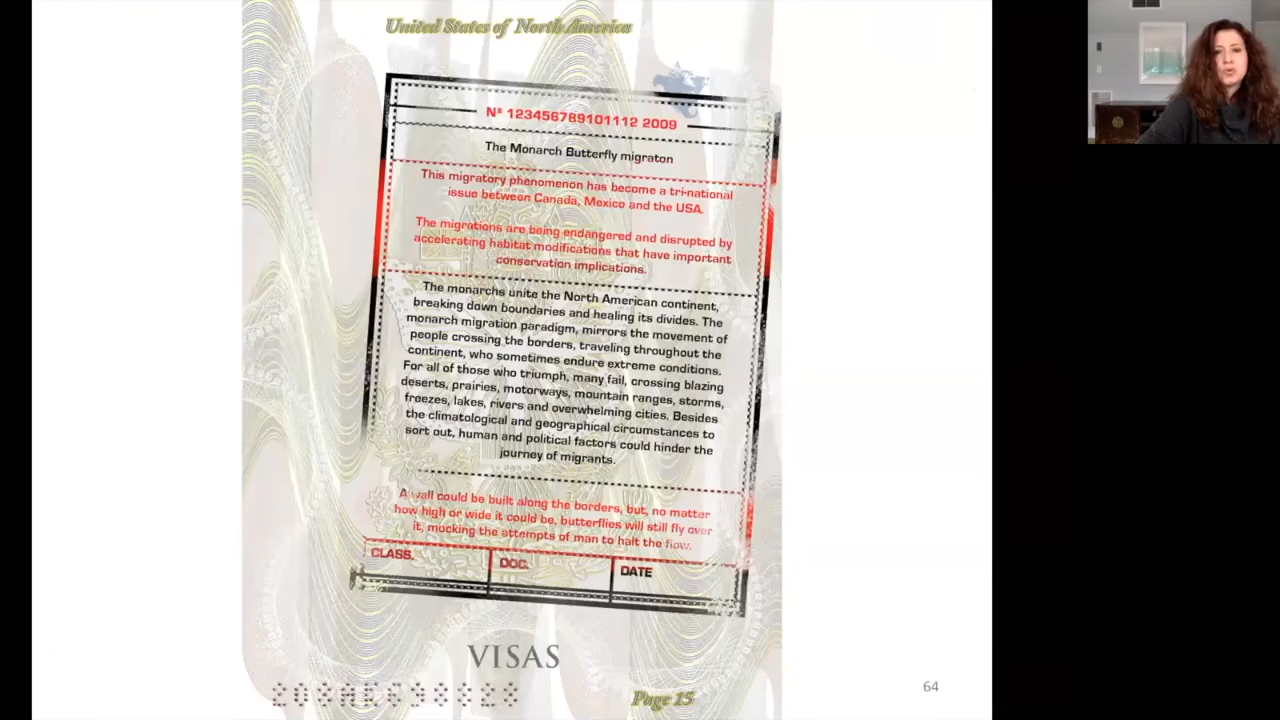 United States of North America
Nº 123456789101112 2009
The Monarch Butterfly migraton
This migratory phenomenon has become a tri-national
issue between Canada, Mexico and the USA.
The migrations are being endangered and disrupted by
accelerating habitat modifications that have important
conservation implications.
The monarchs unite the North American continent,
breaking down boundaries and healing its divides. The
monarch migration paradigm, mirrors the movement of
people crossing the borders, traveling throughout the
continent, who sometimes endure extreme conditions.
For all of those who triumph, many fail, crossing blazing
deserts, prairies, motorways, mountain ranges, storms,
freezes, lakes, rivers and overwhelming cities. Besides
the climatological and geographical circumstances to
sort out, human and political factors could hinder the
journey of migrants.
A wall could be built along the borders, but, no matter
how high or wide it could be, butterflies will still fly over
it, mocking the attempts of man to halt the flow.
CLASS.
DOC.
DATE
VISAS
Page 15
64